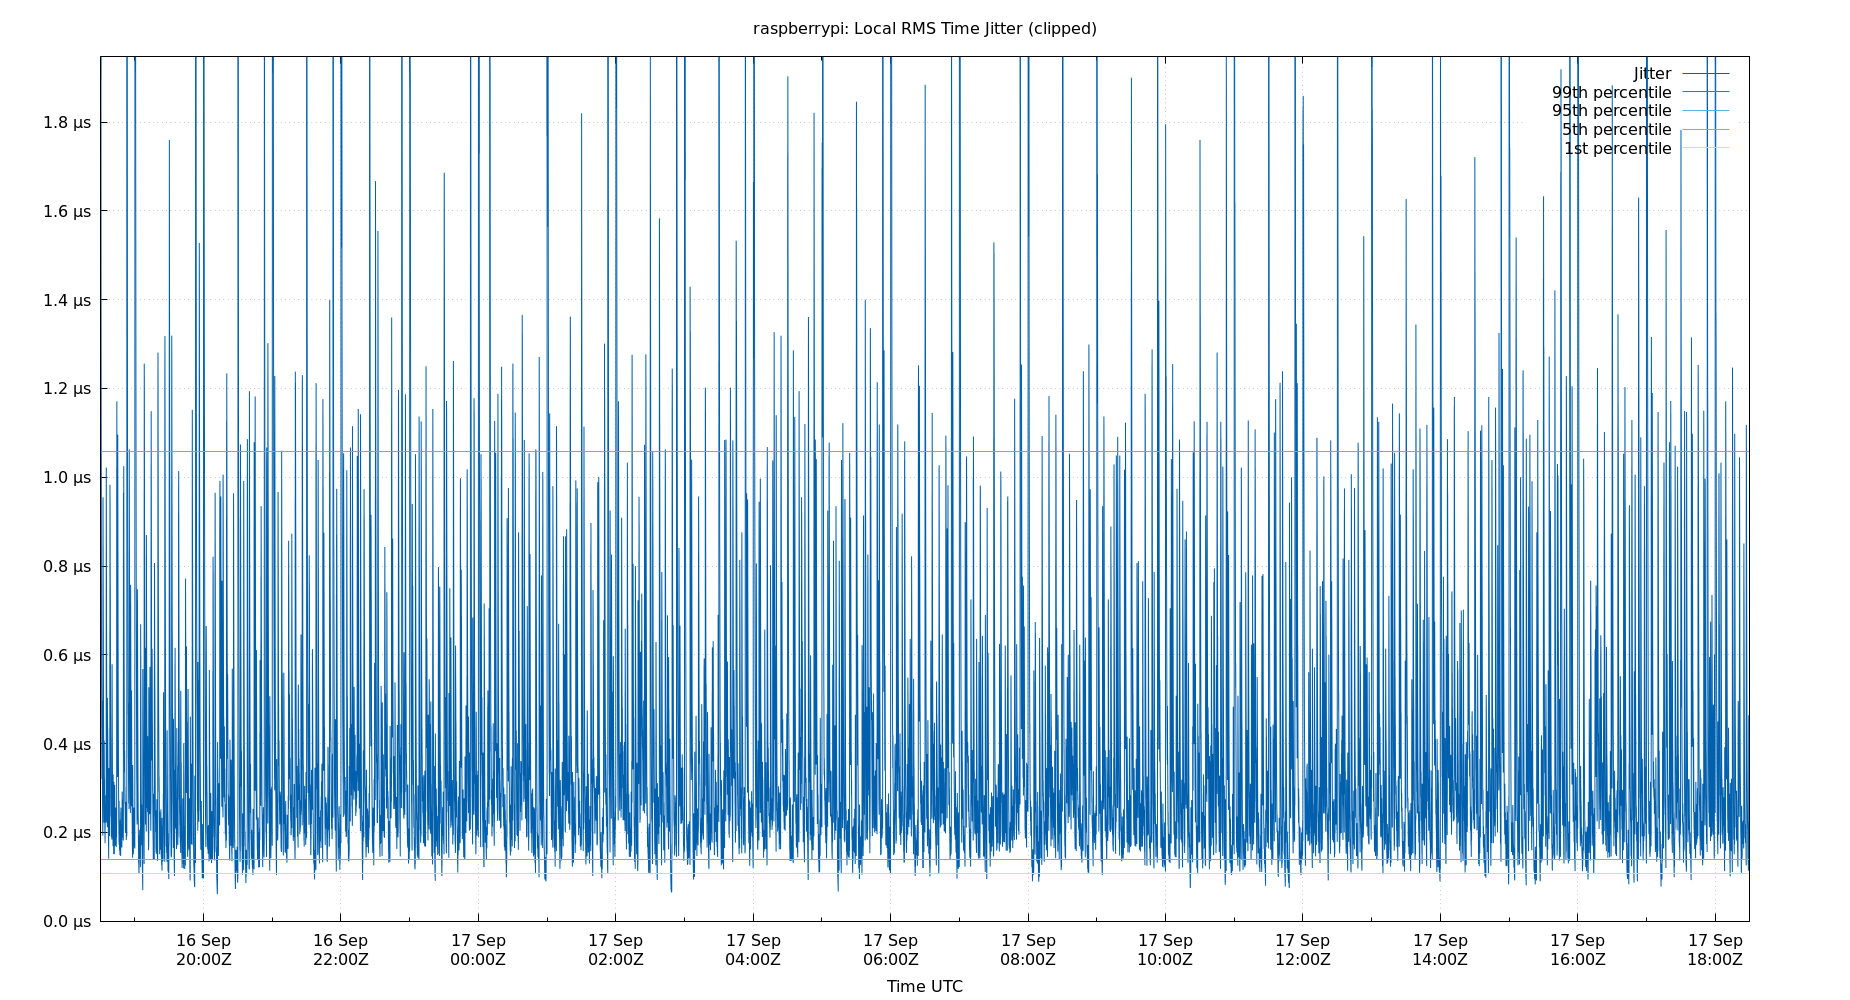 raspberrypi: Local RMS Time Jitter (clipped)
Jitter
99th percentile
95th percentile
5th percentile
1st percentile
1.8 µs
1.6 µs
1.4 µs
1.2 µs
1.0 µs
0.8 µs
0.6 µs
0.4 µs
0.2 µs
0.0 µs
16 Sep 16 Sep 17 Sep 17 Sep 17 Sep 17 Sep 17 Sep 17 Sep 17 Sep 17 Sep 17 Sep 17 Sep
20:00Z 22:00Z 00:00Z 02:00Z 04:00Z 06:00Z 08:00Z 10:00Z 12:00Z 14:00Z 16:00Z 18:00Z
Time UTC